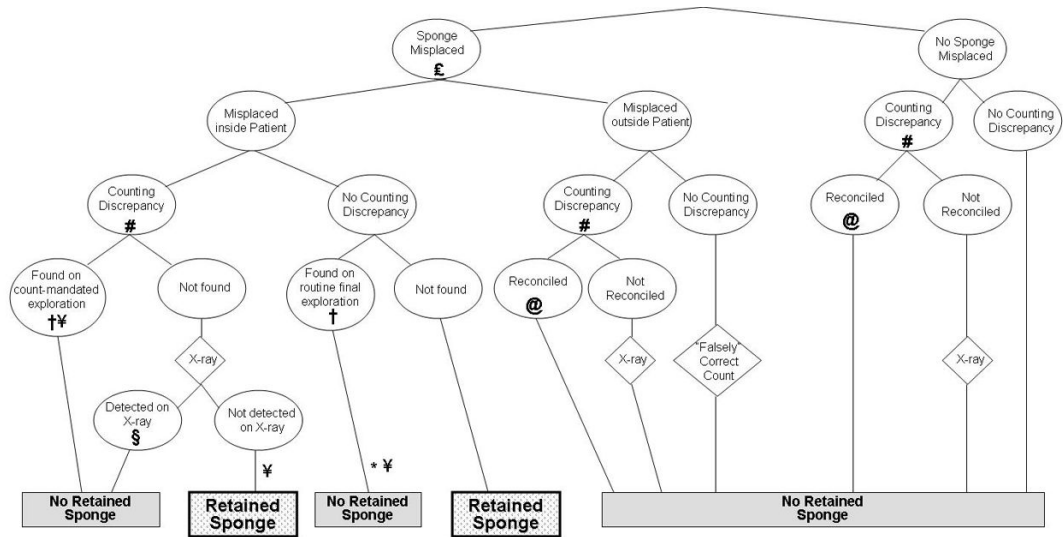 Sponge
Misplaced
£
No Sponge
Misplaced
Misplaced
inside Patient
Misplaced
outside Patient
Counting
Discrepancy
#
No Counting
Discrepancy
Counting
Discrepancy
#
No Counting
Discrepancy
Counting
Discrepancy
#
No Counting
Discrepancy
Reconciled
@
Not
Reconciled
Found on
count-mandated
exploration
†¥
Not found
Found on
routine final
exploration
†
Not found
Reconciled
@
Not
Reconciled
X-ray
X-ray
"Falsely"
Correct
Count
X-ray
Detected on
X-ray
§
Not detected
on X-ray
¥
* ¥
No Retained
Sponge
Retained
Sponge
No Retained
Sponge
Retained
Sponge
No Retained
Sponge